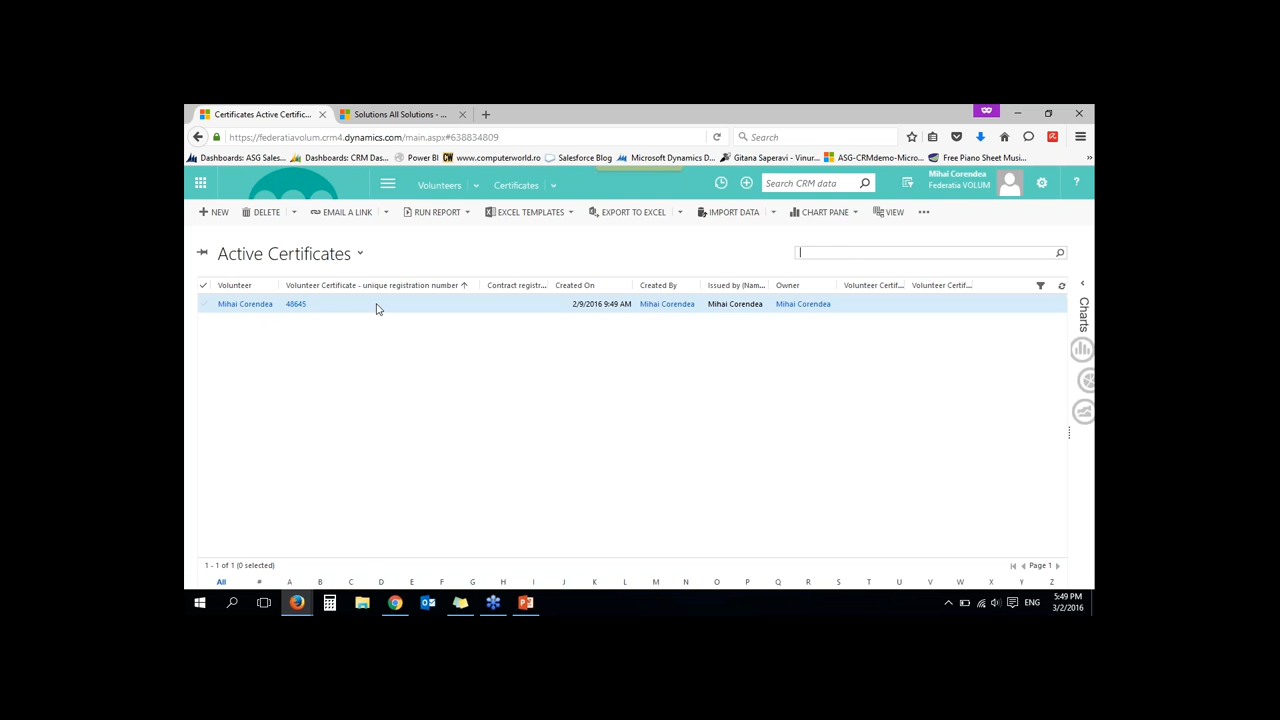 Certificates Active Certific...
Solutions All Solutions - ...
https://federatiavolum.crm4.dynamics.com/main.aspx#638834809
Search
Dashboards: ASG Sales...
Dashboards: CRM Das...
Power BI
www.computerworld.ro
Salesforce Blog
Microsoft Dynamics D...
Gitana Saperavi - Vinur...
ASG-CRMdemo-Micro...
Free Piano Sheet Musi...
Volunteers
Certificates
Search CRM data
Mihai Corendea
Federatia VOLUM
?
NEW
DELETE
EMAIL A LINK
RUN REPORT
EXCEL TEMPLATES
EXPORT TO EXCEL
IMPORT DATA
CHART PANE
VIEW
Active Certificates
Volunteer
Volunteer Certificate - unique registration number
Contract registr...
Created On
Created By
Issued by (Nam...
Owner
Volunteer Certif...
Volunteer Certif...
Mihai Corendea
48645
2/9/2016 9:49 AM
Mihai Corendea
Mihai Corendea
Mihai Corendea
Charts
1 - 1 of 1 (0 selected)
Page 1
All # A B C D E F G H I J K L M N O P Q R S T U V W X Y Z
ENG
5:49 PM
3/2/2016